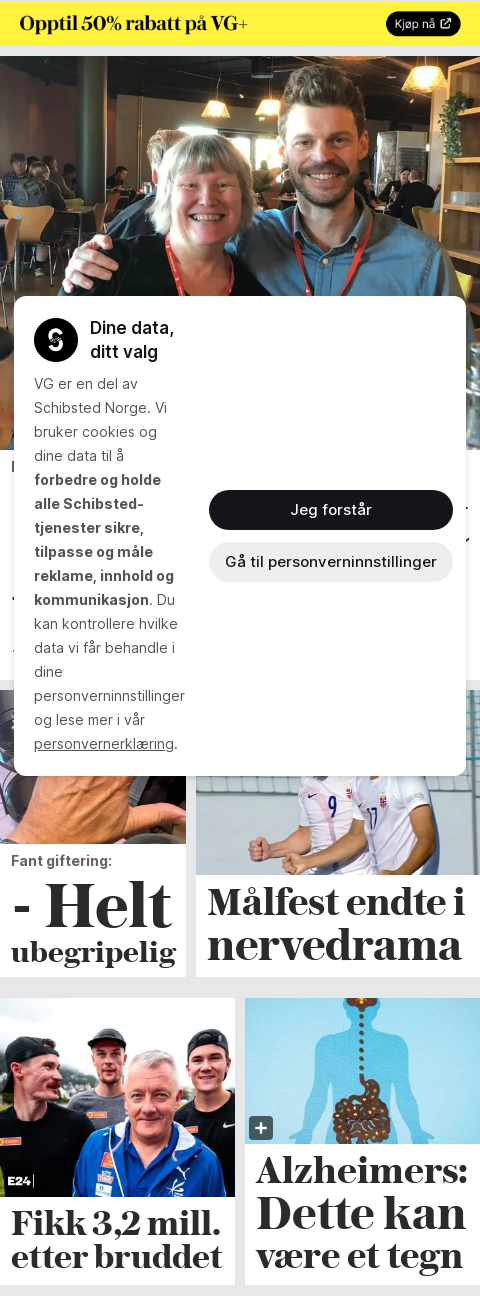 Opptil 50% rabatt på VG+
Kjøp nå
Dine data,
ditt valg
VG er en del av
Schibsted Norge. Vi
bruker cookies og
dine data til å
forbedre og holde
alle Schibsted-
tjenester sikre,
tilpasse og måle
reklame, innhold og
kommunikasjon. Du
kan kontrollere hvilke
data vi får behandle i
dine
personverninnstillinger
og lese mer i vår
personvernerklæring.
Jeg forstår
Gå til personverninnstillinger
9
17
Fant giftering:
- Helt
ubegripelig
Målfest endte i
nervedrama
E24
Fikk 3,2 mill.
etter bruddet
Alzheimers:
Dette kan
være et tegn